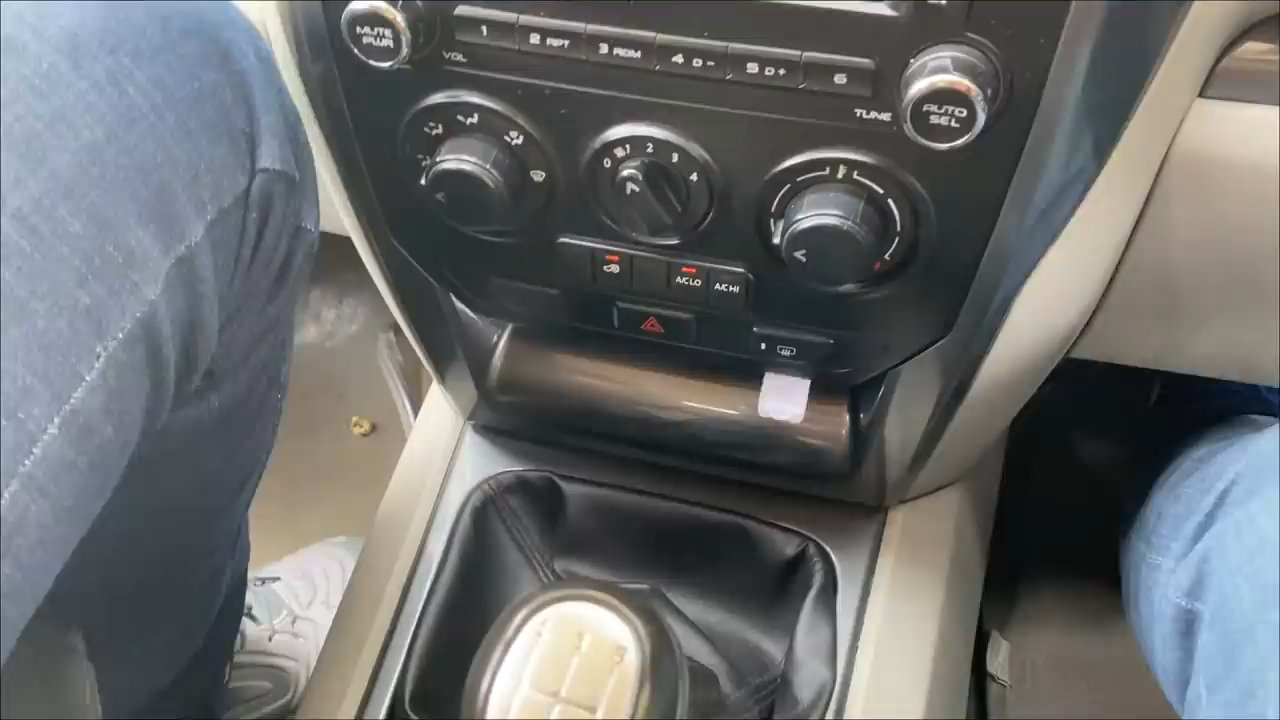 MUTE
PWR
VOL
1
2 RPT
3 RDM
4 D-
5 D+
6
TUNE
AUTO
SEL
0
1
2
3
4
A/C LO
A/C HI